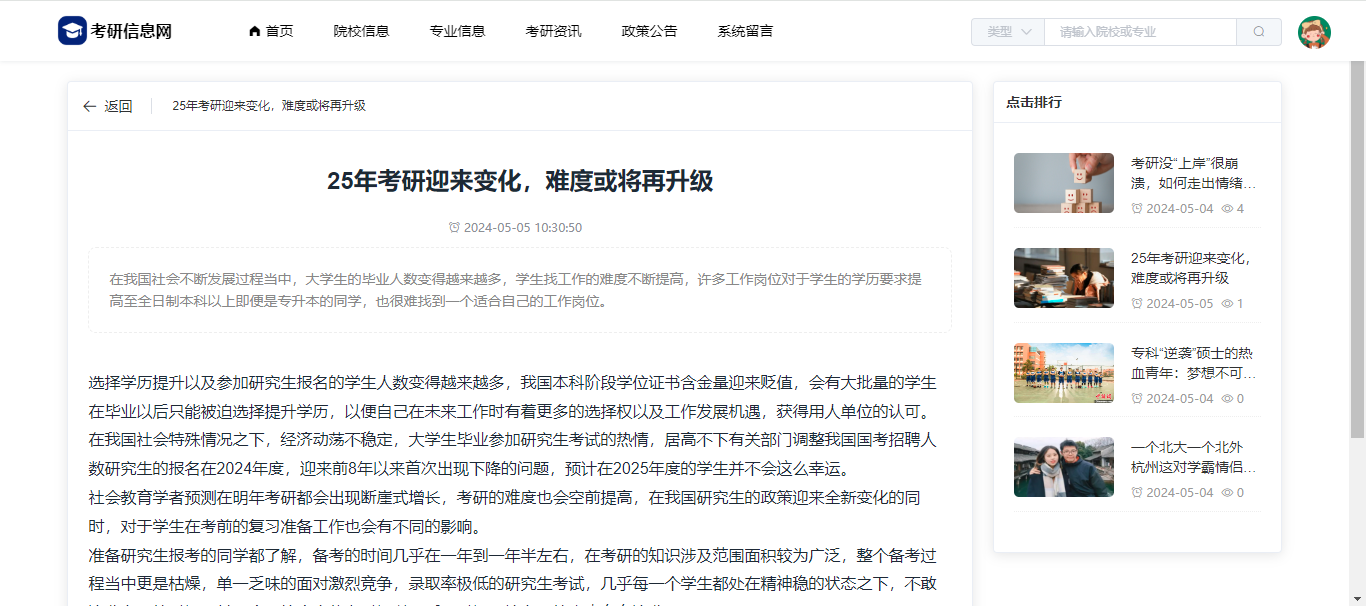 考研信息网
首页
院校信息
专业信息
考研资讯
政策公告
系统留言
类型
请输入院校或专业
返回
25年考研迎来变化，难度或将再升级
25年考研迎来变化，难度或将再升级
2024-05-05 10:30:50
在我国社会不断发展过程当中，大学生的毕业人数变得越来越多，学生找工作的难度不断提高，许多工作岗位对于学生的学历要求提
高至全日制本科以上即便是专升本的同学，也很难找到一个适合自己的工作岗位。
选择学历提升以及参加研究生报名的学生人数变得越来越多，我国本科阶段学位证书含金量迎来贬值，会有大批量的学生
在毕业以后只能被迫选择提升学历，以便自己在未来工作时有着更多的选择权以及工作发展机遇，获得用人单位的认可。
在我国社会特殊情况之下，经济动荡不稳定，大学生毕业参加研究生考试的热情，居高不下有关部门调整我国国考招聘人
数研究生的报名在2024年度，迎来前8年以来首次出现下降的问题，预计在2025年度的学生并不会这么幸运。
社会教育学者预测在明年考研都会出现断崖式增长，考研的难度也会空前提高，在我国研究生的政策迎来全新变化的同
时，对于学生在考前的复习准备工作也会有不同的影响。
准备研究生报考的同学都了解，备考的时间几乎在一年到一年半左右，在考研的知识涉及范围面积较为广泛，整个备考过
程当中更是枯燥，单一乏味的面对激烈竞争，录取率极低的研究生考试，几乎每一个学生都处在精神稳的状态之下，不敢
点击排行
考研没“上岸”很崩
溃，如何走出情绪...
2024-05-04 4
25年考研迎来变化，
难度或将再升级
2024-05-05 1
专科“逆袭”硕士的热
血青年：梦想不可...
2024-05-04 0
一个北大一个北外
杭州这对学霸情侣...
2024-05-04 0